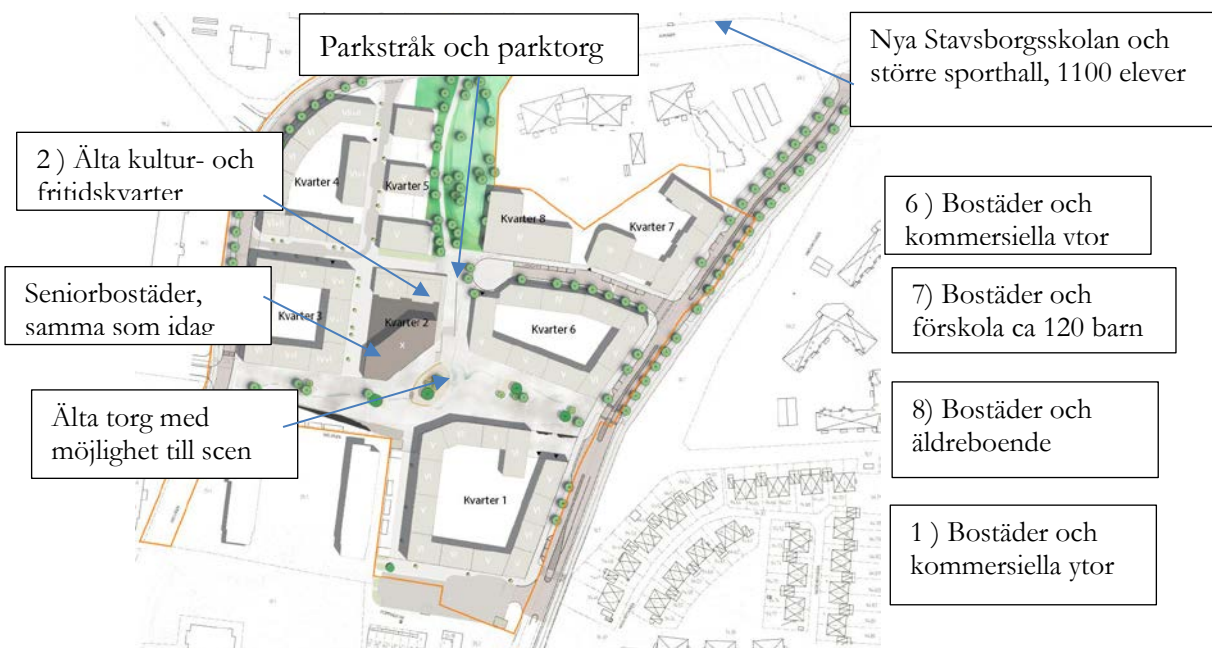 Parkstråk och parktorg
Nya Stavsborgsskolan och
större sporthall, 1100 elever
2 ) Älta kultur- och
fritidskvarter
Kvarter 4
Kvarter 5
Kvarter 8
Kvarter 7
6 ) Bostäder och
kommersiella ytor
Seniorbostäder,
samma som idag
Kvarter 3
Kvarter 2
X
Kvarter 6
7) Bostäder och
förskola ca 120 barn
Älta torg med
möjlighet till scen
8) Bostäder och
äldreboende
Kvarter 1
1 ) Bostäder och
kommersiella ytor